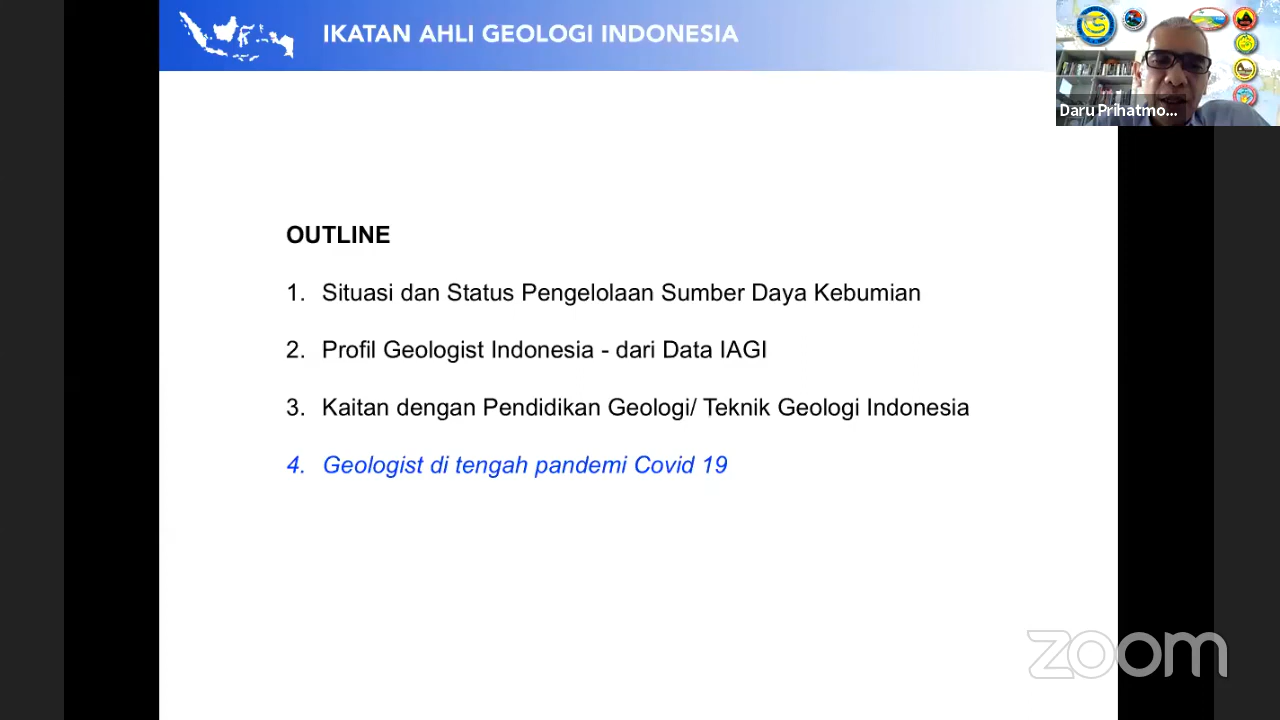 IKATAN AHLI GEOLOGI INDONESIA
Daru Prihatmo...
OUTLINE
1. Situasi dan Status Pengelolaan Sumber Daya Kebumian
2. Profil Geologist Indonesia - dari Data IAGI
3. Kaitan dengan Pendidikan Geologi/ Teknik Geologi Indonesia
4. Geologist di tengah pandemi Covid 19
zoom